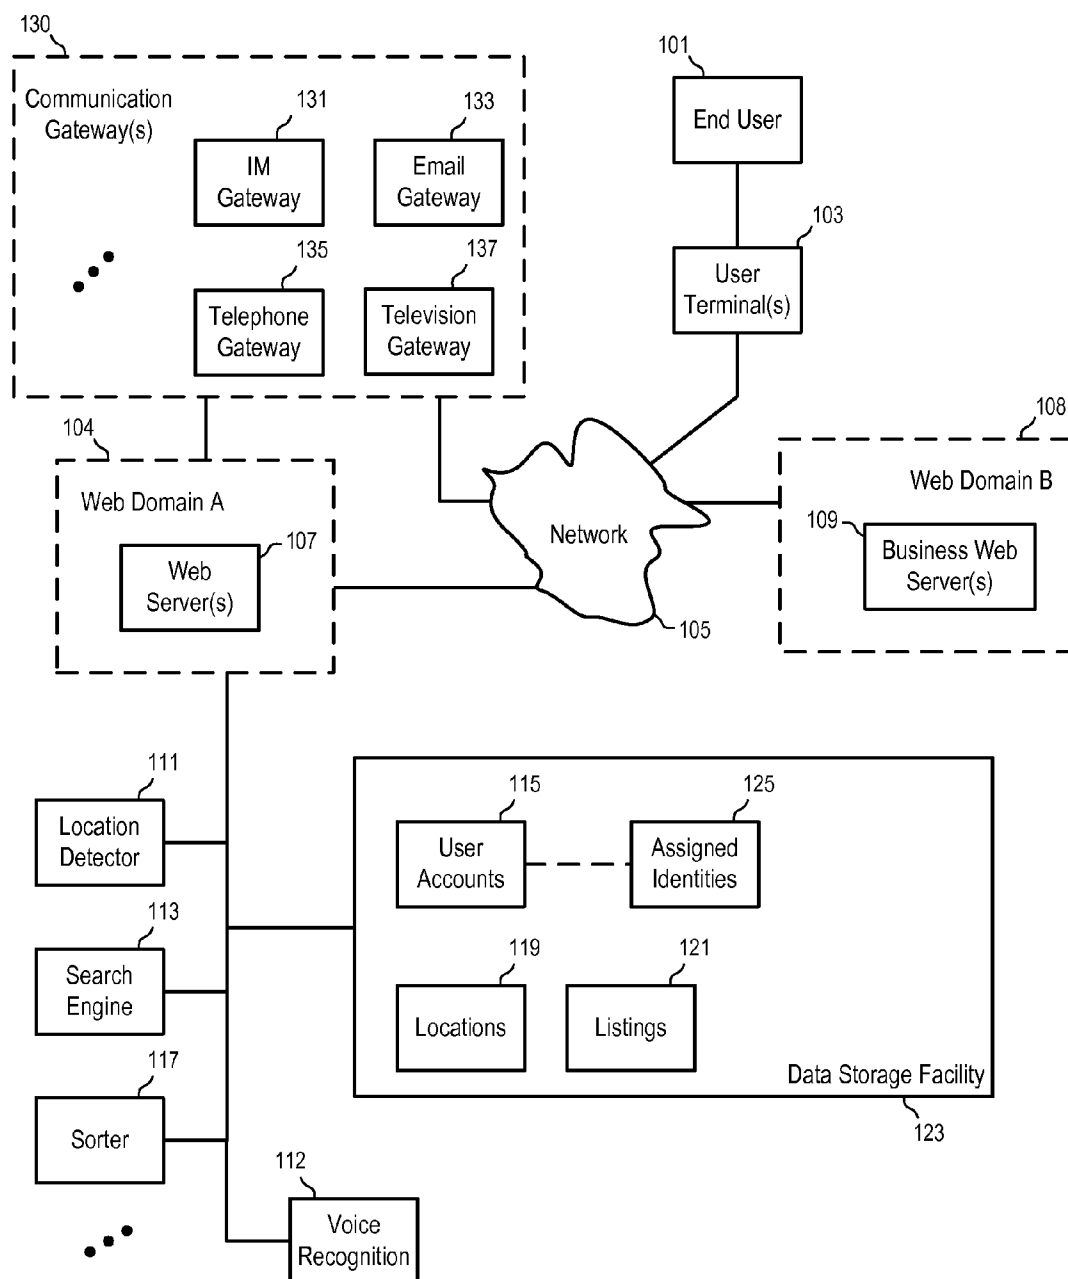 130
Communication
Gateway(s)
131
IM
Gateway
133
Email
Gateway
135
Telephone
Gateway
137
Television
Gateway
101
End User
103
User
Terminal(s)
104
Web Domain A
107
Web
Server(s)
Network
105
108
Web Domain B
109
Business Web
Server(s)
111
Location
Detector
113
Search
Engine
117
Sorter
112
Voice
Recognition
115
User
Accounts
125
Assigned
Identities
119
Locations
121
Listings
Data Storage Facility
123